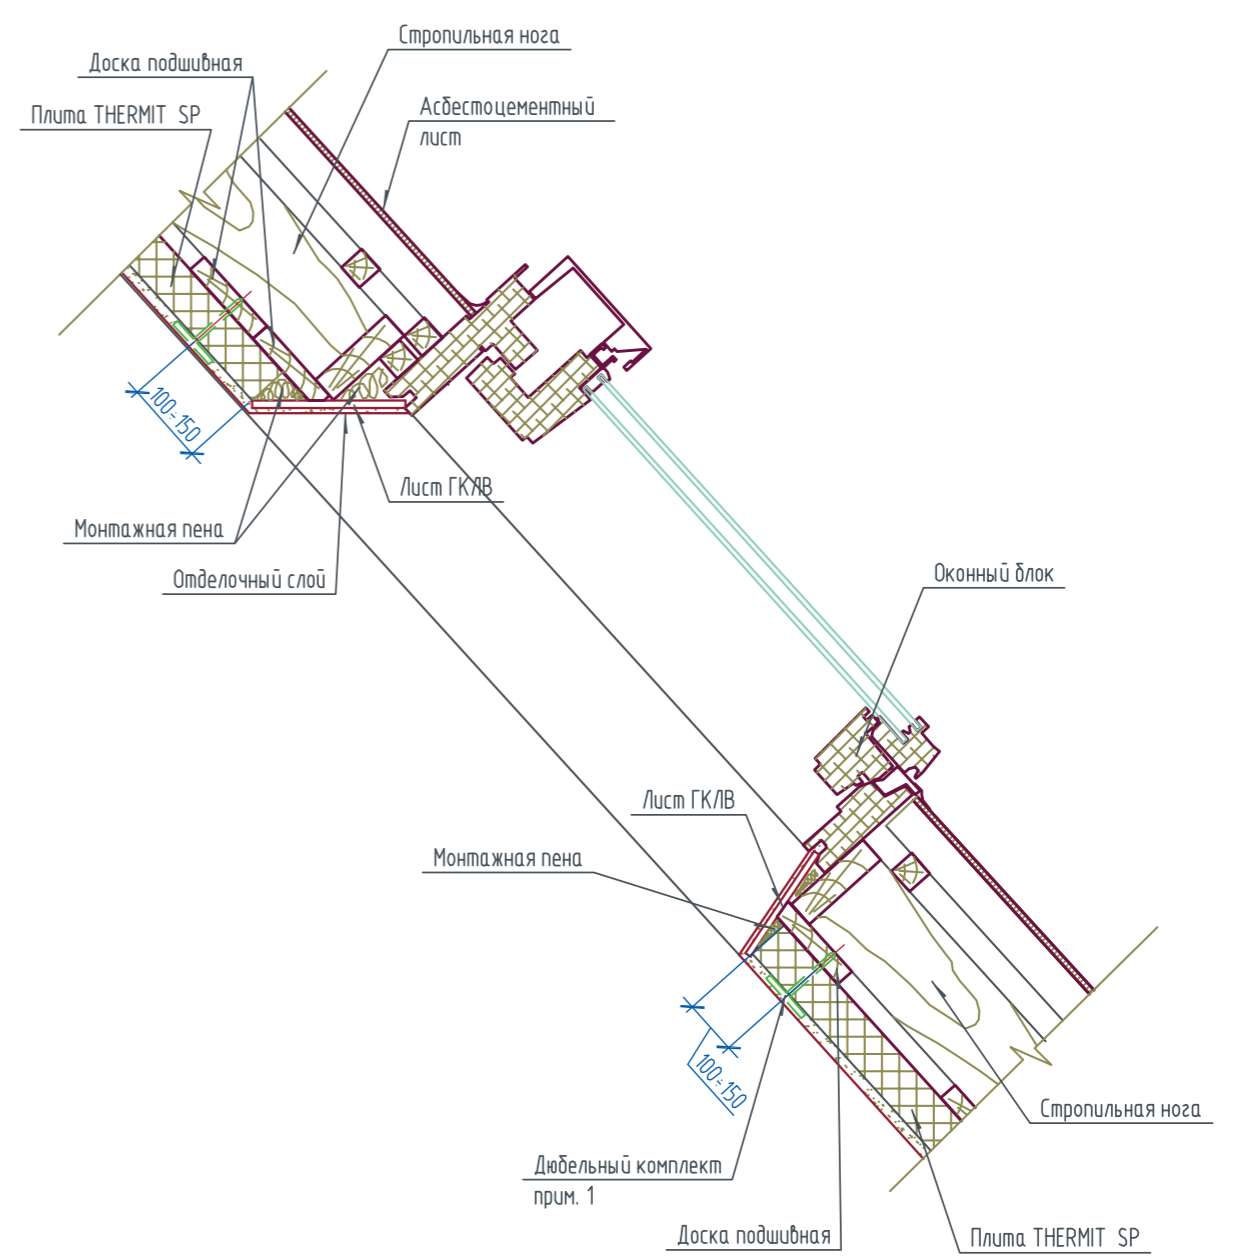 Стропильная нога
Доска подшивная
Плита THERMIT SP
Асбестоцементный
лист
100÷150
Лист ГКЛВ
Монтажная пена
Отделочный слой
Оконный блок
Лист ГКЛВ
Монтажная пена
100÷150
Стропильная нога
Дюбельный комплект
прим. 1
Доска подшивная
Плита THERMIT SP